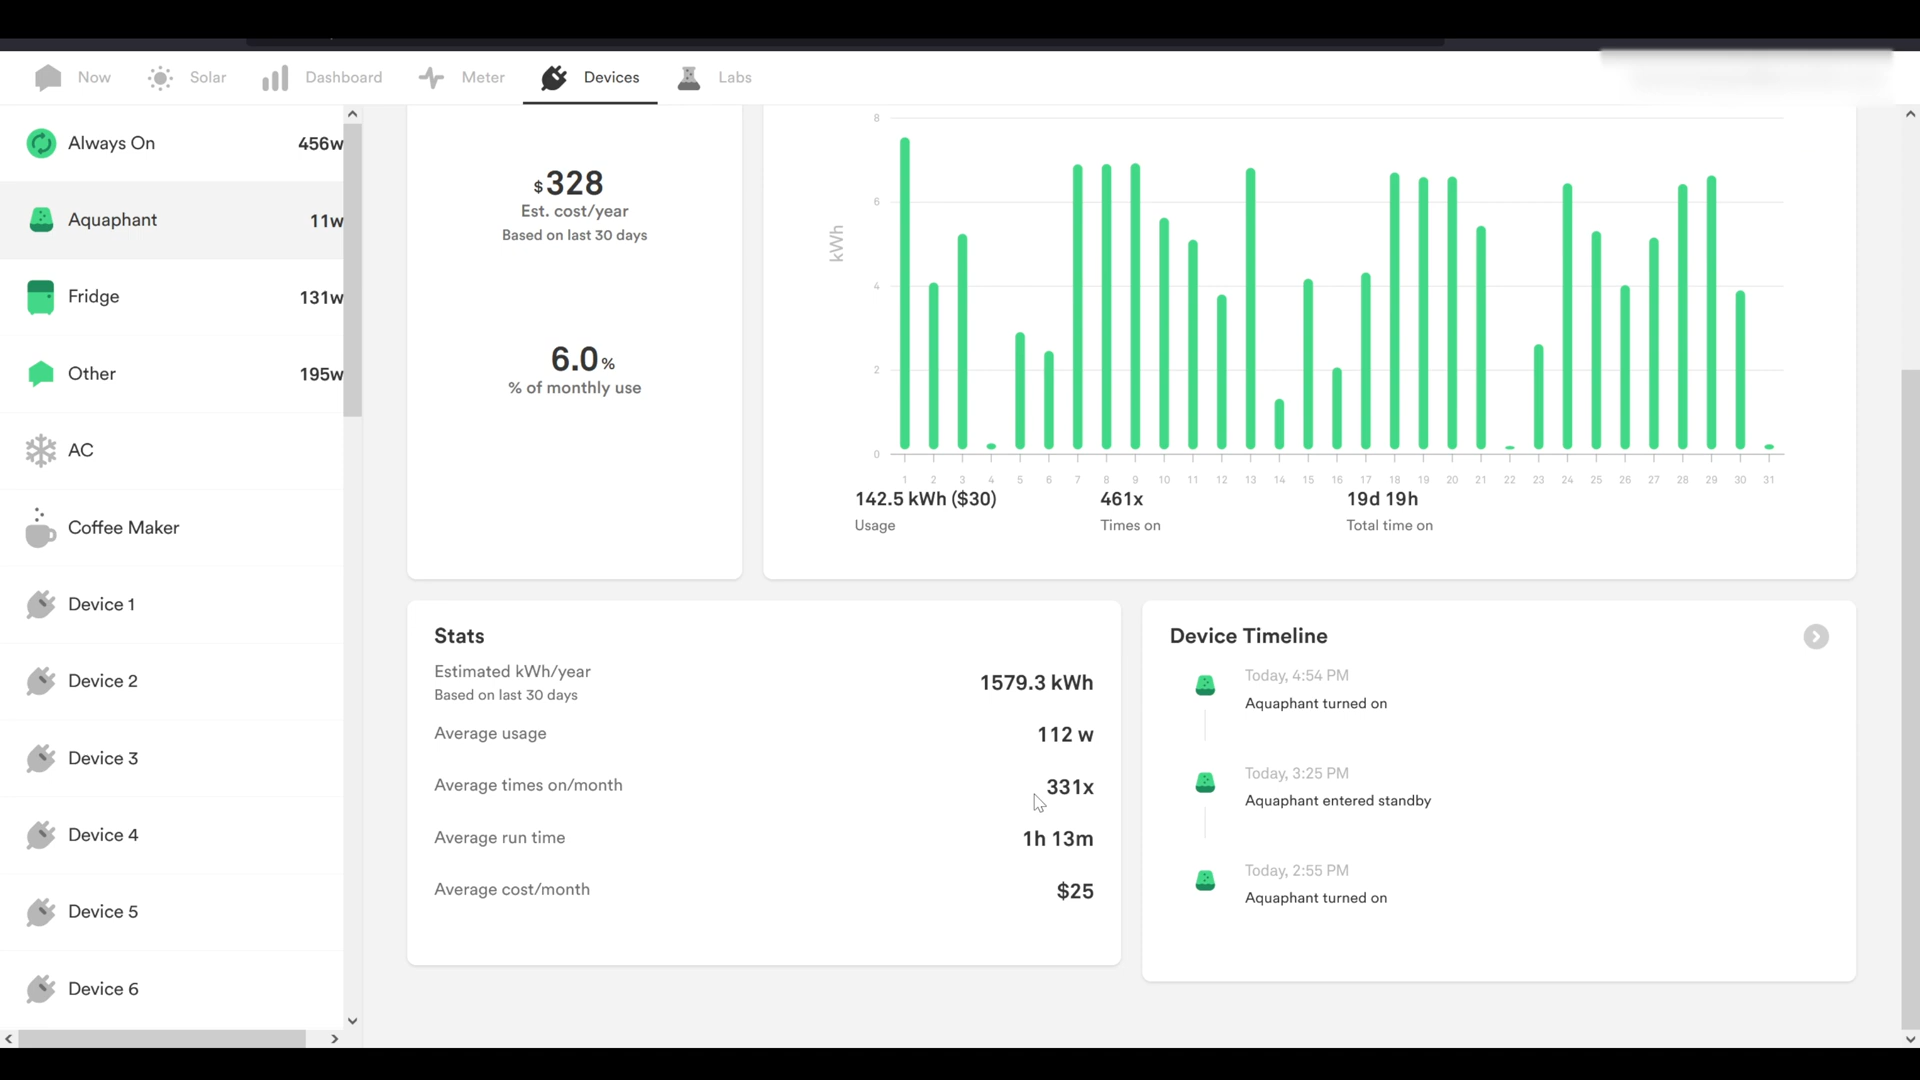 Now
Solar
Dashboard
Meter
Devices
Labs
Always On
456w
Aquaphant
11w
Fridge
131w
Other
195w
AC
Coffee Maker
Device 1
Device 2
Device 3
Device 4
Device 5
Device 6
$328
Est. cost/year
Based on last 30 days
6.0%
% of monthly use
kWh
8
6
4
2
0
1 2 3 4 5 6 7 8 9 10 11 12 13 14 15 16 17 18 19 20 21 22 23 24 25 26 27 28 29 30 31
142.5 kWh ($30)
Usage
461x
Times on
19d 19h
Total time on
Stats
Estimated kWh/year
Based on last 30 days
1579.3 kWh
Average usage
112 w
Average times on/month
331x
Average run time
1h 13m
Average cost/month
$25
Device Timeline
Today, 4:54 PM
Aquaphant turned on
Today, 3:25 PM
Aquaphant entered standby
Today, 2:55 PM
Aquaphant turned on